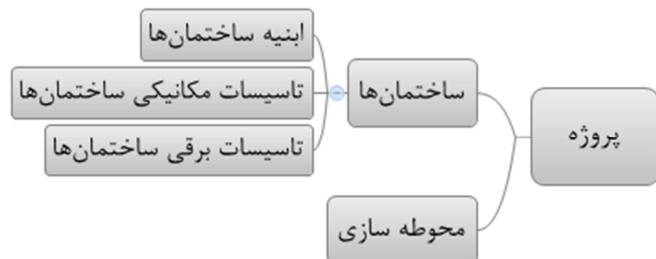 پروژه
ساختمان‌ها
ابنیه ساختمان‌ها
تاسیسات مکانیکی ساختمان‌ها
تاسیسات برقی ساختمان‌ها
محوطه سازی